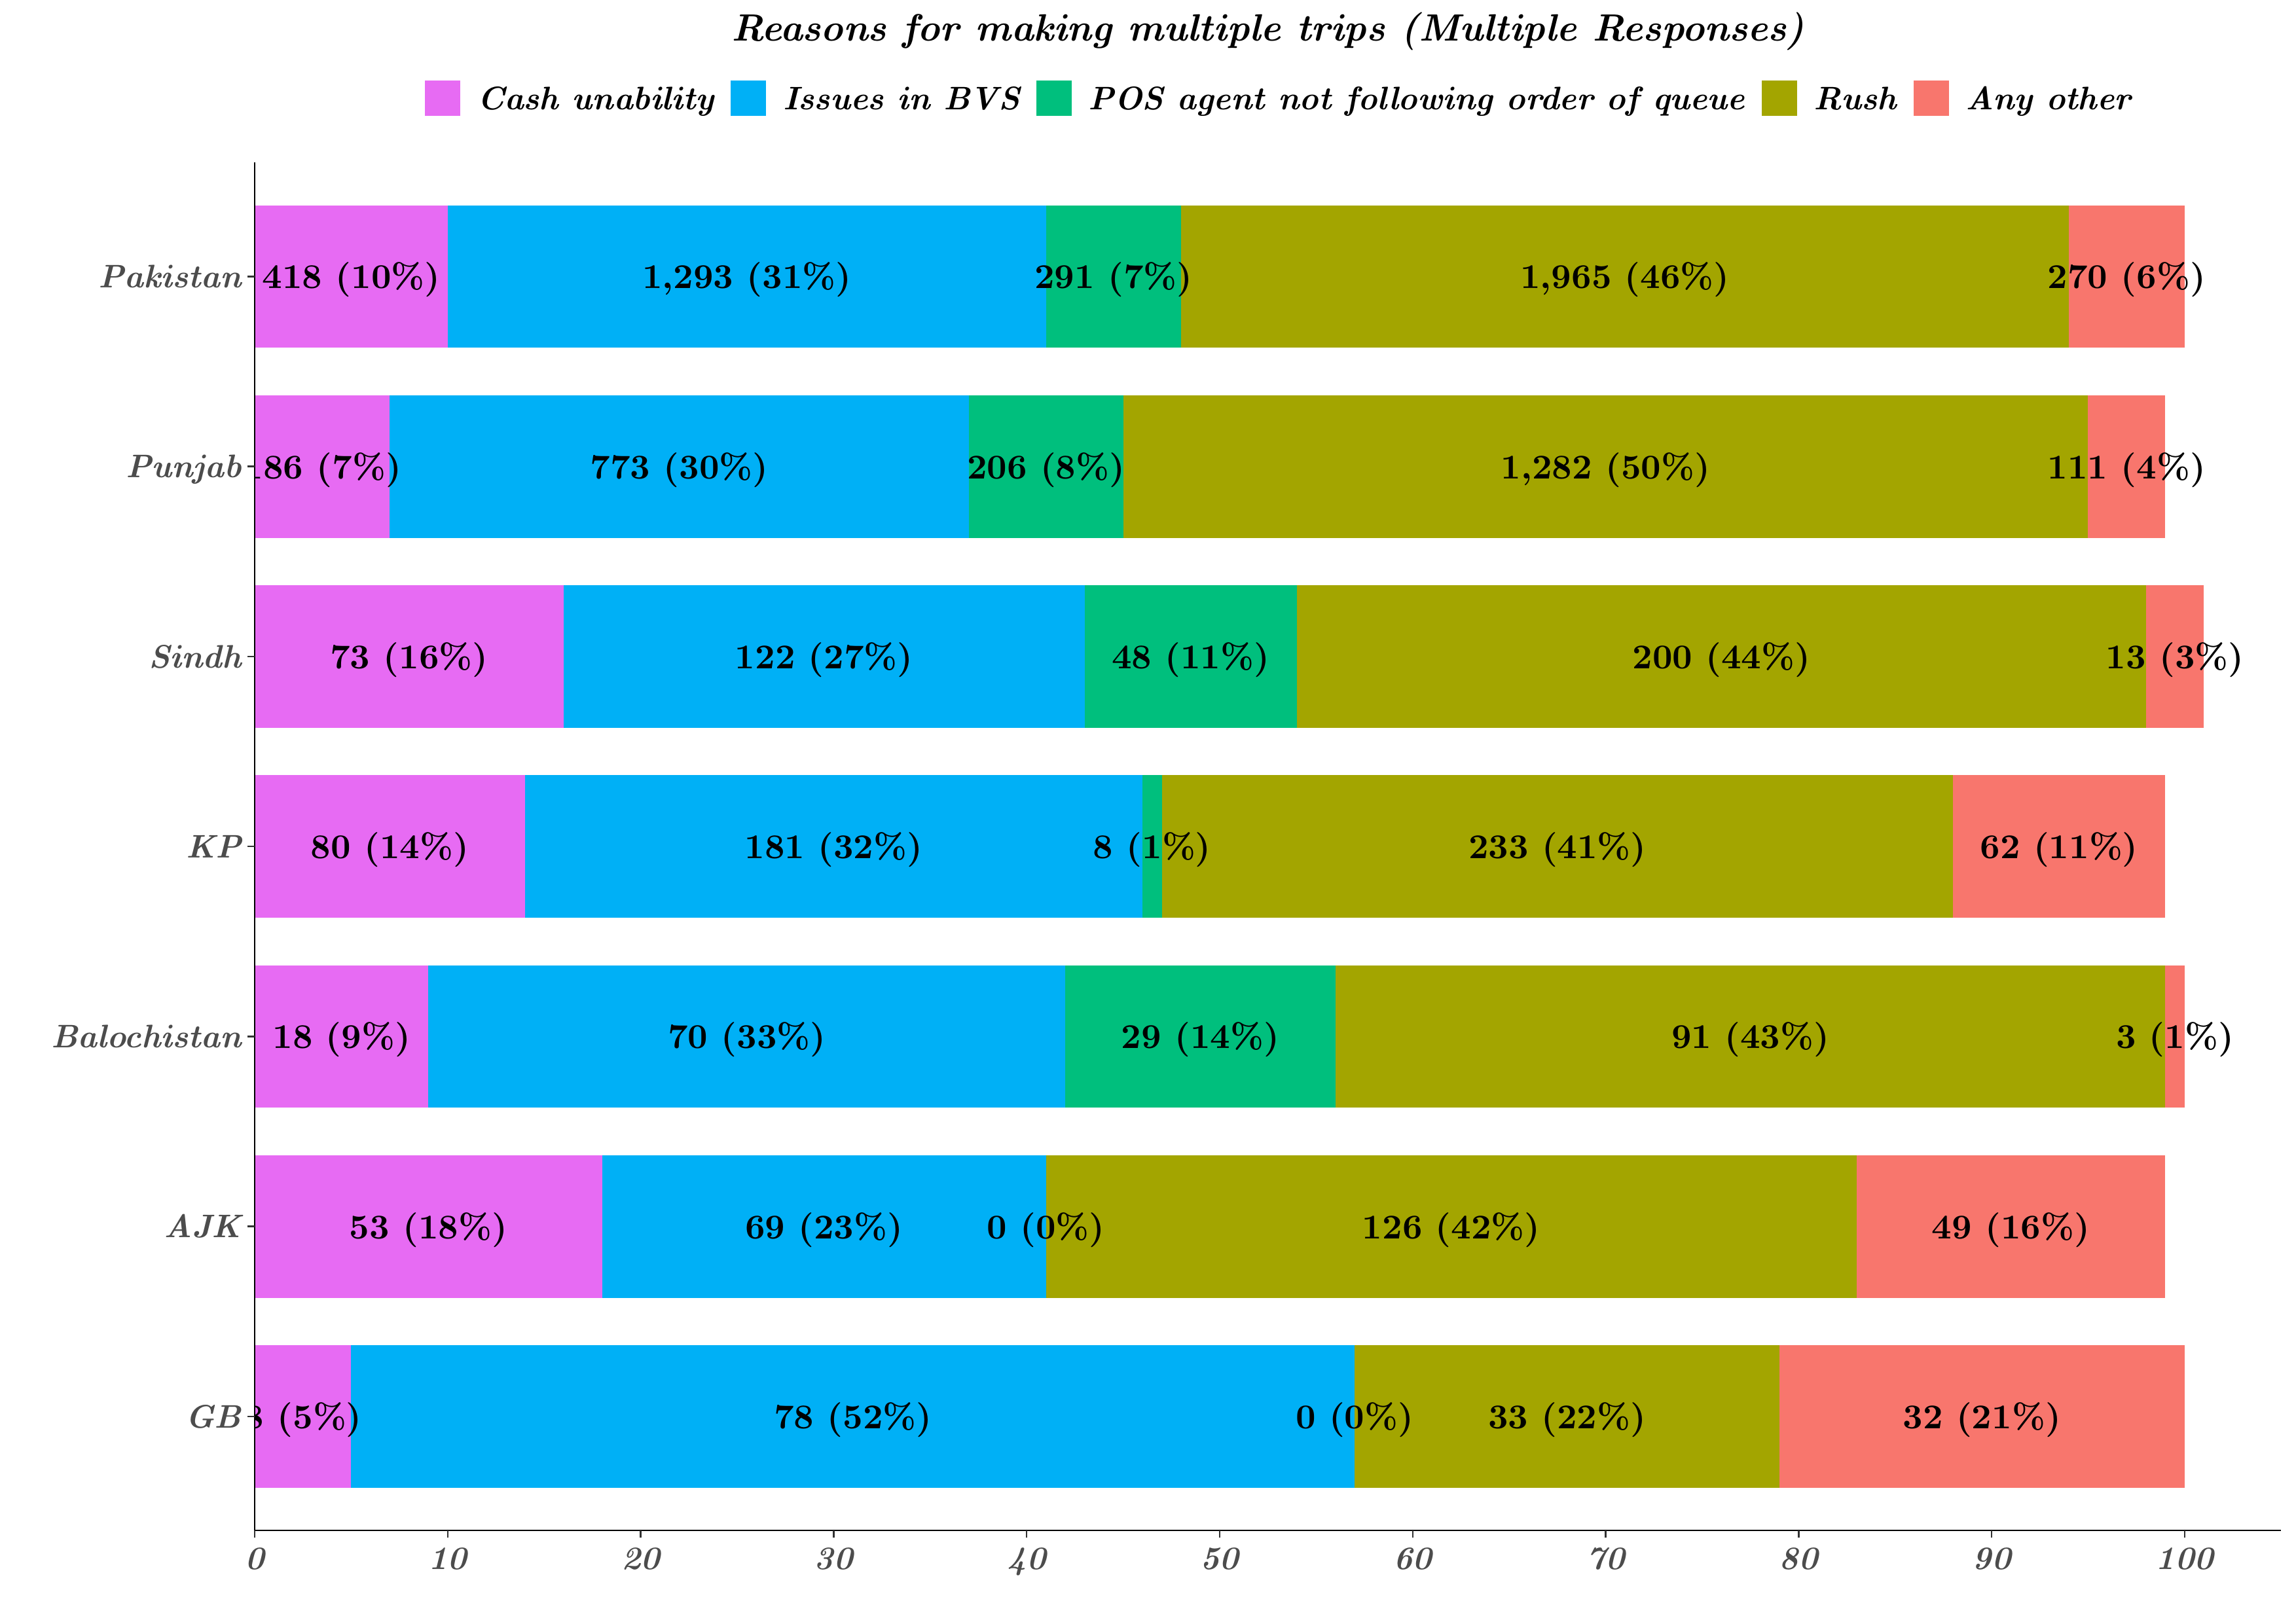 Reasons for making multiple trips (Multiple Responses)
Cash unability Issues in BVS POS agent not following order of queue Rush Any other
Pakistan 418 (10%) 1,293 (31%) 291 (7%) 1,965 (46%) 270 (6%)
Punjab 186 (7%) 773 (30%) 206 (8%) 1,282 (50%) 111 (4%)
Sindh 73 (16%) 122 (27%) 48 (11%) 200 (44%) 13 (3%)
KP 80 (14%) 181 (32%) 8 (1%) 233 (41%) 62 (11%)
Balochistan 18 (9%) 70 (33%) 29 (14%) 91 (43%) 3 (1%)
AJK 53 (18%) 69 (23%) 0 (0%) 126 (42%) 49 (16%)
GB 8 (5%) 78 (52%) 0 (0%) 33 (22%) 32 (21%)
0 10 20 30 40 50 60 70 80 90 100